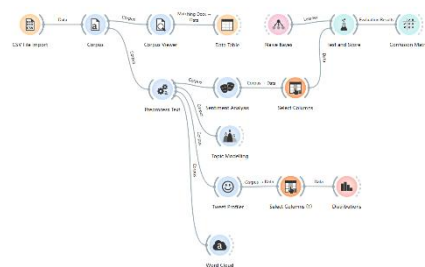 Data
Corpus
Matching Docs →
Data
Learner
Evaluation Results
CSV File Import
Corpus
Corpus Viewer
Data Table
Naive Bayes
Test and Score
Confusion Matrix
Corpus
Data
Corpus
Corpus → Data
Preprocess Text
Sentiment Analysis
Select Columns
Corpus
Corpus
Topic Modelling
Corpus → Data
Data
Tweet Profiler
Select Columns (1)
Distributions
Corpus
Word Cloud